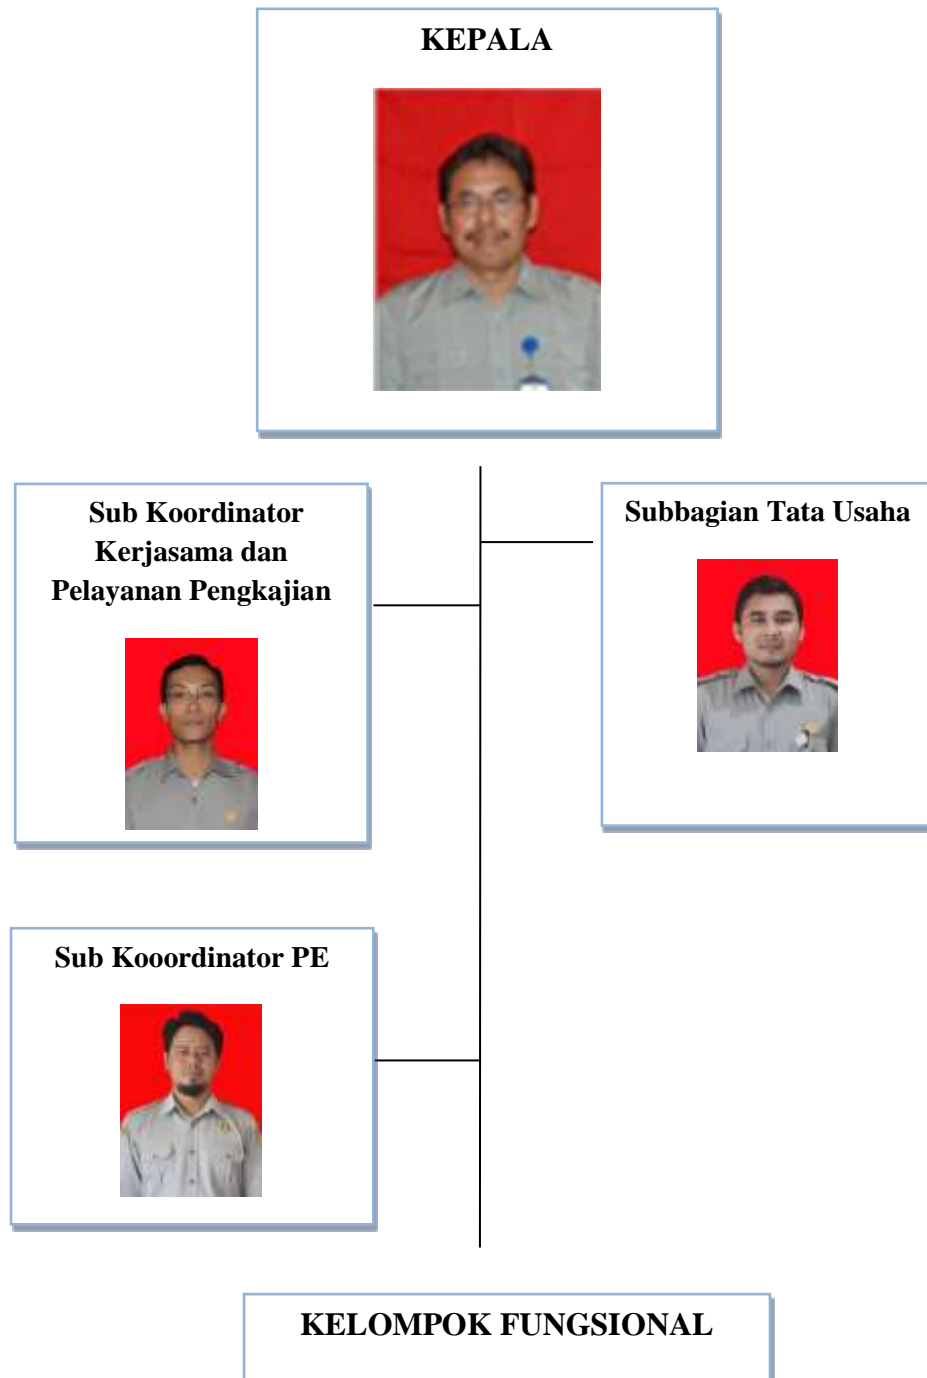 KEPALA
Sub Koordinator
Kerjasama dan
Pelayanan Pengkajian
Subbagian Tata Usaha
Sub Kooordinator PE
KELOMPOK FUNGSIONAL